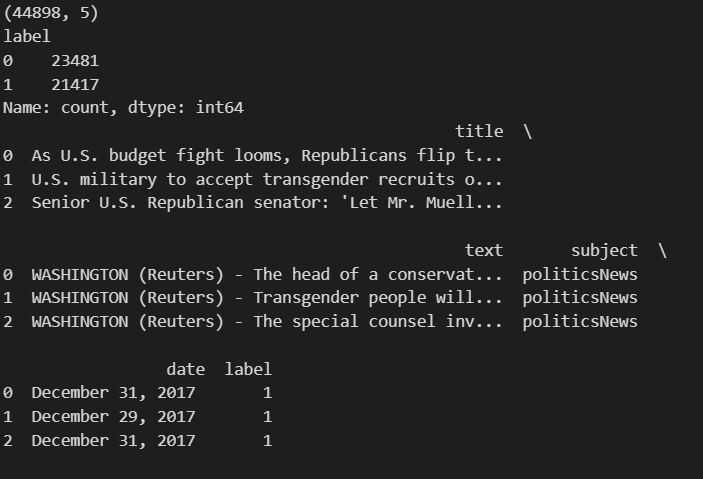 (44898, 5)
label
0    23481
1    21417
Name: count, dtype: int64
                                               title  \
0  As U.S. budget fight looms, Republicans flip t...
1  U.S. military to accept transgender recruits o...
2  Senior U.S. Republican senator: 'Let Mr. Muell...

                                                text       subject  \
0  WASHINGTON (Reuters) - The head of a conservat...  politicsNews
1  WASHINGTON (Reuters) - Transgender people will...  politicsNews
2  WASHINGTON (Reuters) - The special counsel inv...  politicsNews

                date  label
0  December 31, 2017      1
1  December 29, 2017      1
2  December 31, 2017      1